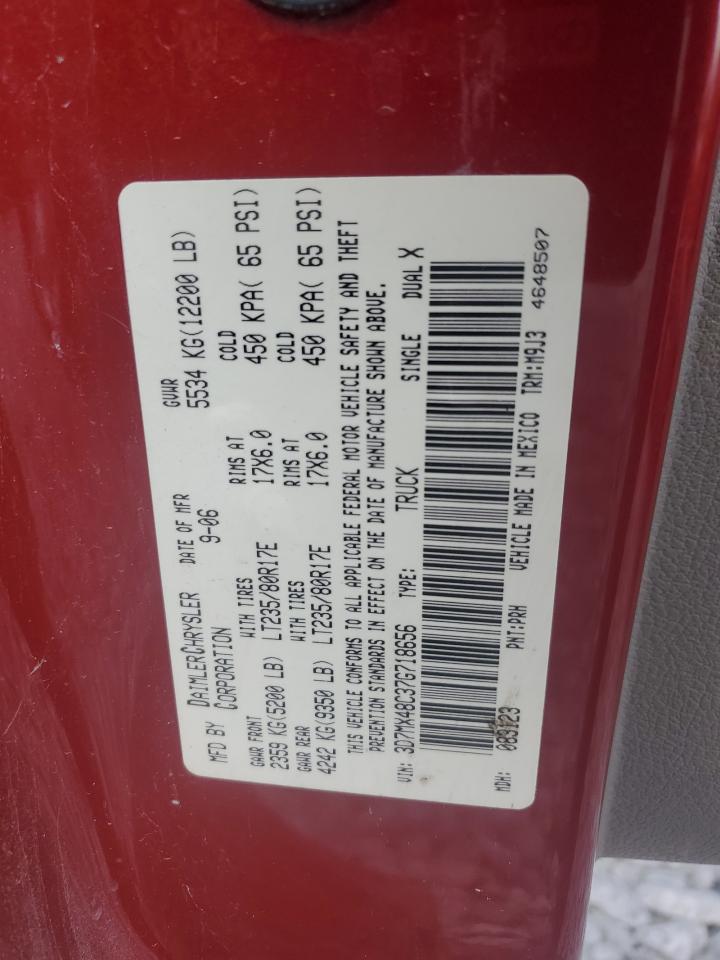 MFD BY DAIMLERCHRYSLER CORPORATION
DATE OF MFR 9-06
GVWR 5534 KG(12200 LB)
GAWR FRONT WITH TIRES RIMS AT COLD
2359 KG(5200 LB) LT235/80R17E 17X6.0 450 KPA( 65 PSI)
GAWR REAR WITH TIRES RIMS AT COLD
4242 KG(9350 LB) LT235/80R17E 17X6.0 450 KPA( 65 PSI)
THIS VEHICLE CONFORMS TO ALL APPLICABLE FEDERAL MOTOR VEHICLE SAFETY AND THEFT
PREVENTION STANDARDS IN EFFECT ON THE DATE OF MANUFACTURE SHOWN ABOVE.
VIN: 3D7MX48C37G718656 TYPE: TRUCK SINGLE DUAL X
MDH: 083123 PNT:PRH VEHICLE MADE IN MEXICO TRM:M9J3
4648507